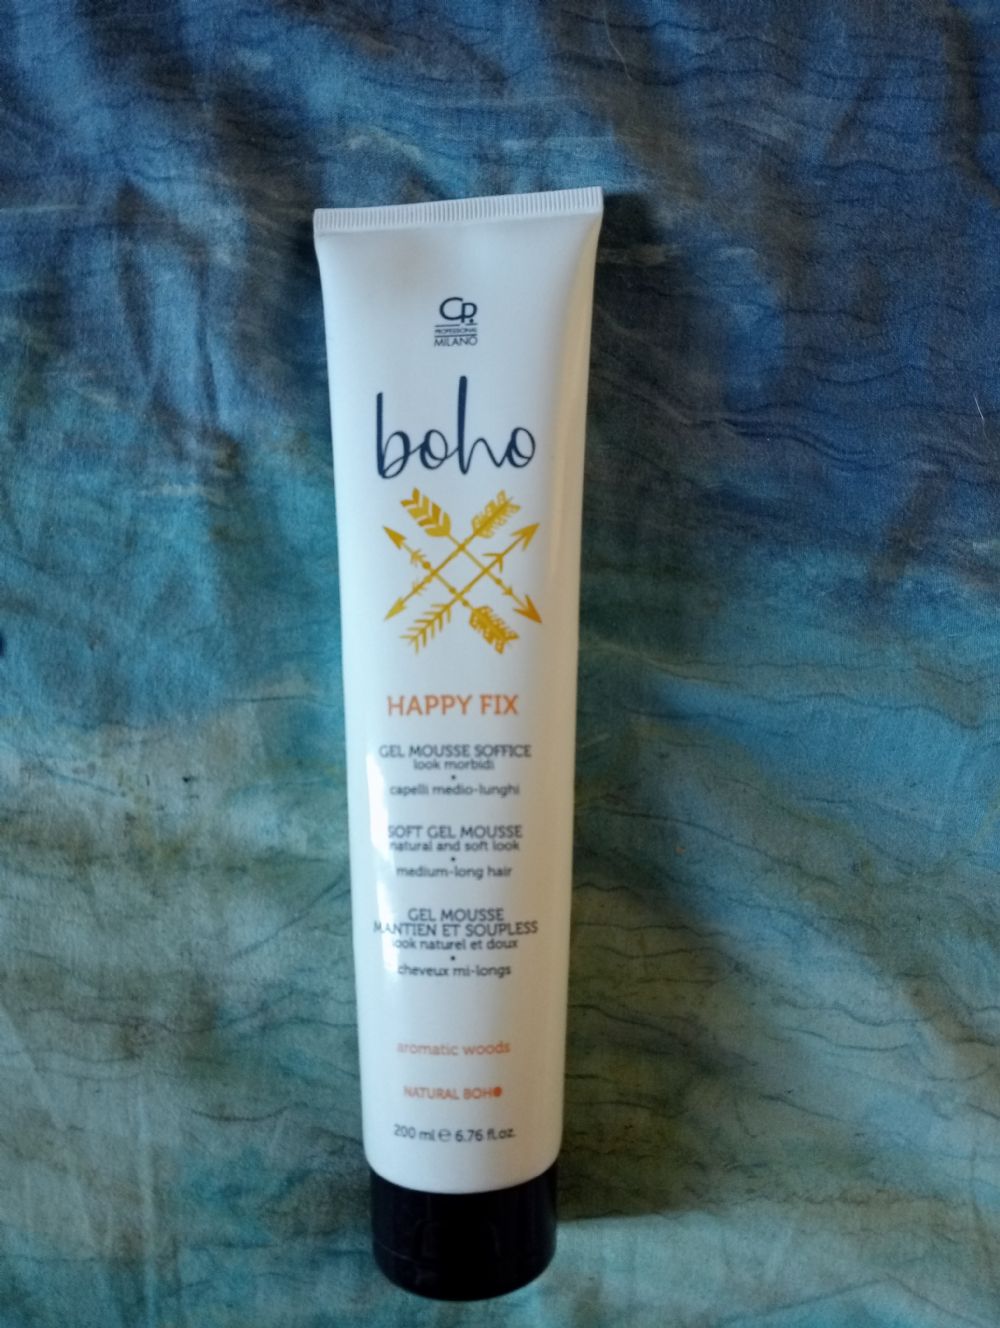 CP.
PROFESSIONAL
MILANO
boho
HAPPY FIX
GEL MOUSSE SOFFICE
look morbidi
•
capelli medio-lunghi
SOFT GEL MOUSSE
natural and soft look
•
medium-long hair
GEL MOUSSE
MANTIEN ET SOUPLESS
look naturel et doux
•
cheveux mi-longs
aromatic woods
NATURAL BOHO
200 ml ℮ 6.76 fl.oz.